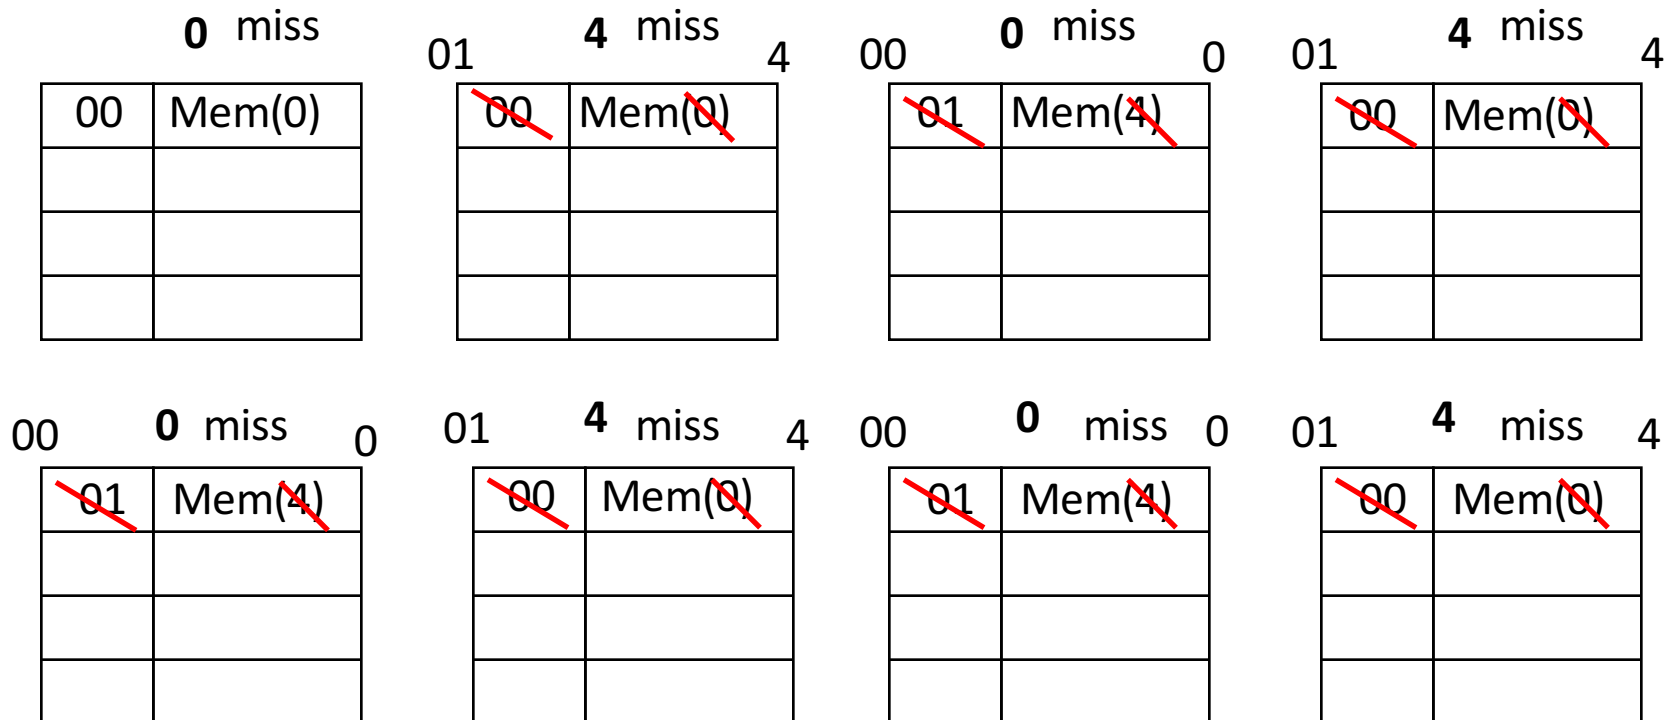 0 miss 4 miss 0 miss 4 miss
01 4 00 0 01 4
00 Mem(0) 00 Mem(0) 01 Mem(4) 00 Mem(0)
0 miss 4 miss 0 miss 4 miss
00 0 01 4 00 0 01 4
01 Mem(4) 00 Mem(0) 01 Mem(4) 00 Mem(0)